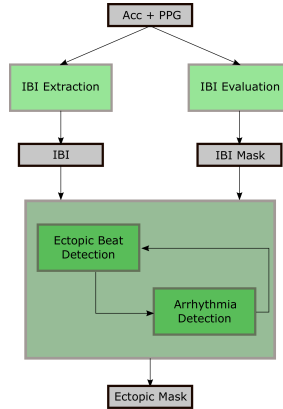 Acc + PPG
IBI Extraction
IBI Evaluation
IBI
IBI Mask
Ectopic Beat
Detection
Arrhythmia
Detection
Ectopic Mask